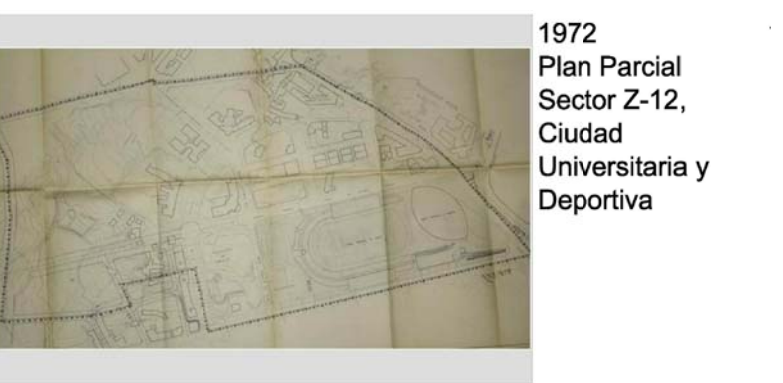 1972
Plan Parcial
Sector Z-12,
Ciudad
Universitaria y
Deportiva